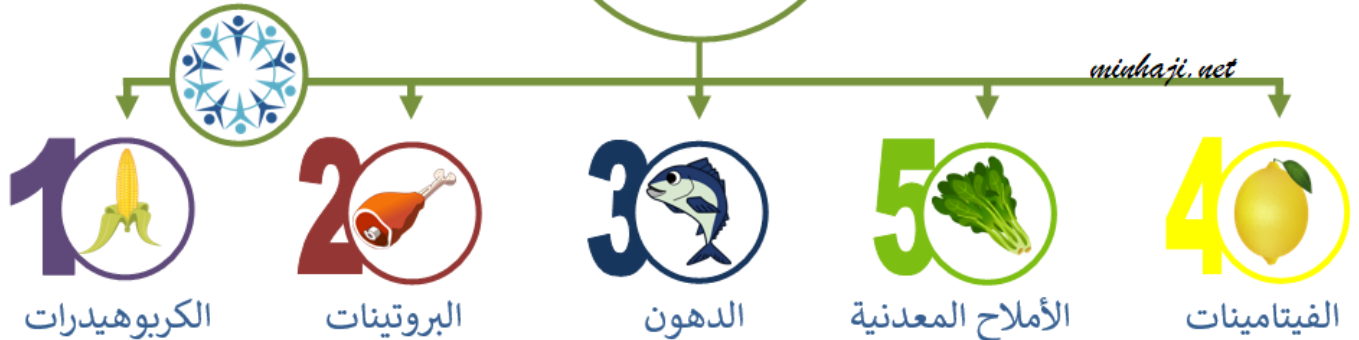 minhaji.net
1
2
3
5
4
الكربوهيدرات
البروتينات
الدهون
الأملاح المعدنية
الفيتامينات